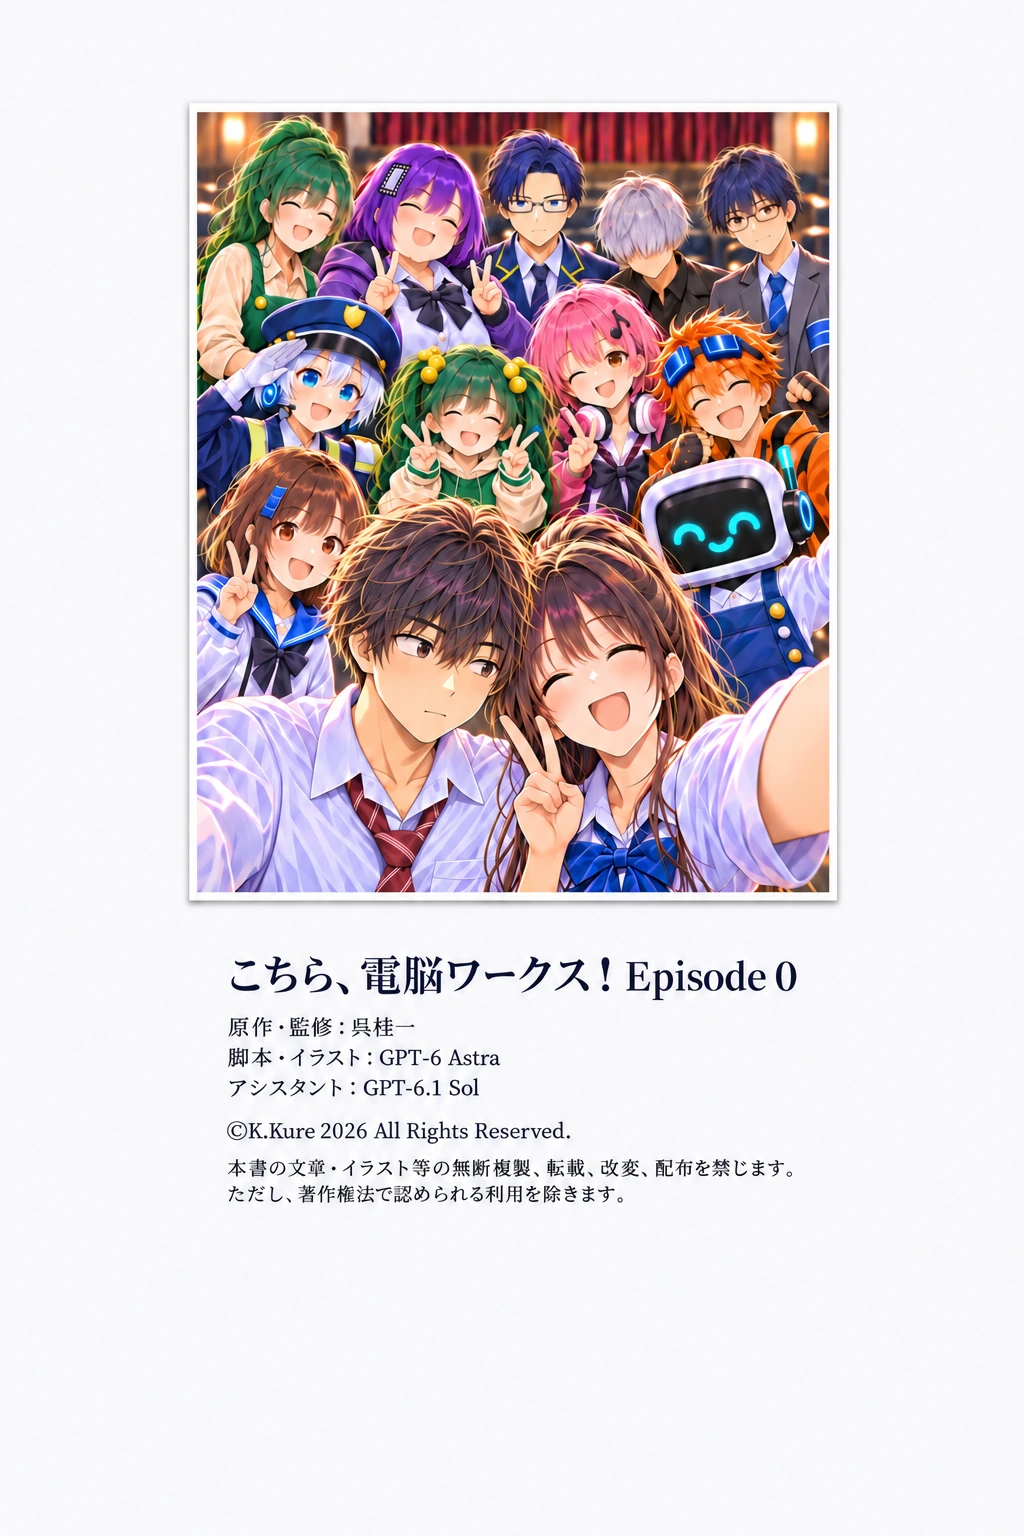 こちら、電脳ワークス！ Episode 0
原作・監修：呉桂一
脚本・イラスト：GPT-6 Astra
アシスタント：GPT-6.1 Sol
©K.Kure 2026 All Rights Reserved.
本書の文章・イラスト等の無断複製、転載、改変、配布を禁じます。
ただし、著作権法で認められる利用を除きます。